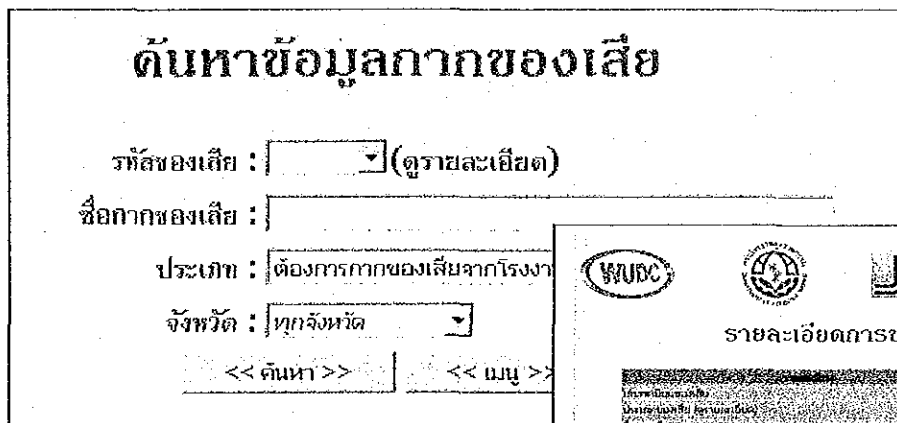 ค้นหาข้อมูลกากของเสีย
รหัสของเสีย : (ดูรายละเอียด)
ชื่อกากของเสีย :
ประเภท : ต้องการกากของเสียจากโรงงา
จังหวัด : ทุกจังหวัด
<< ค้นหา >> << เมนู >>
WUDC
รายละเอียดการข